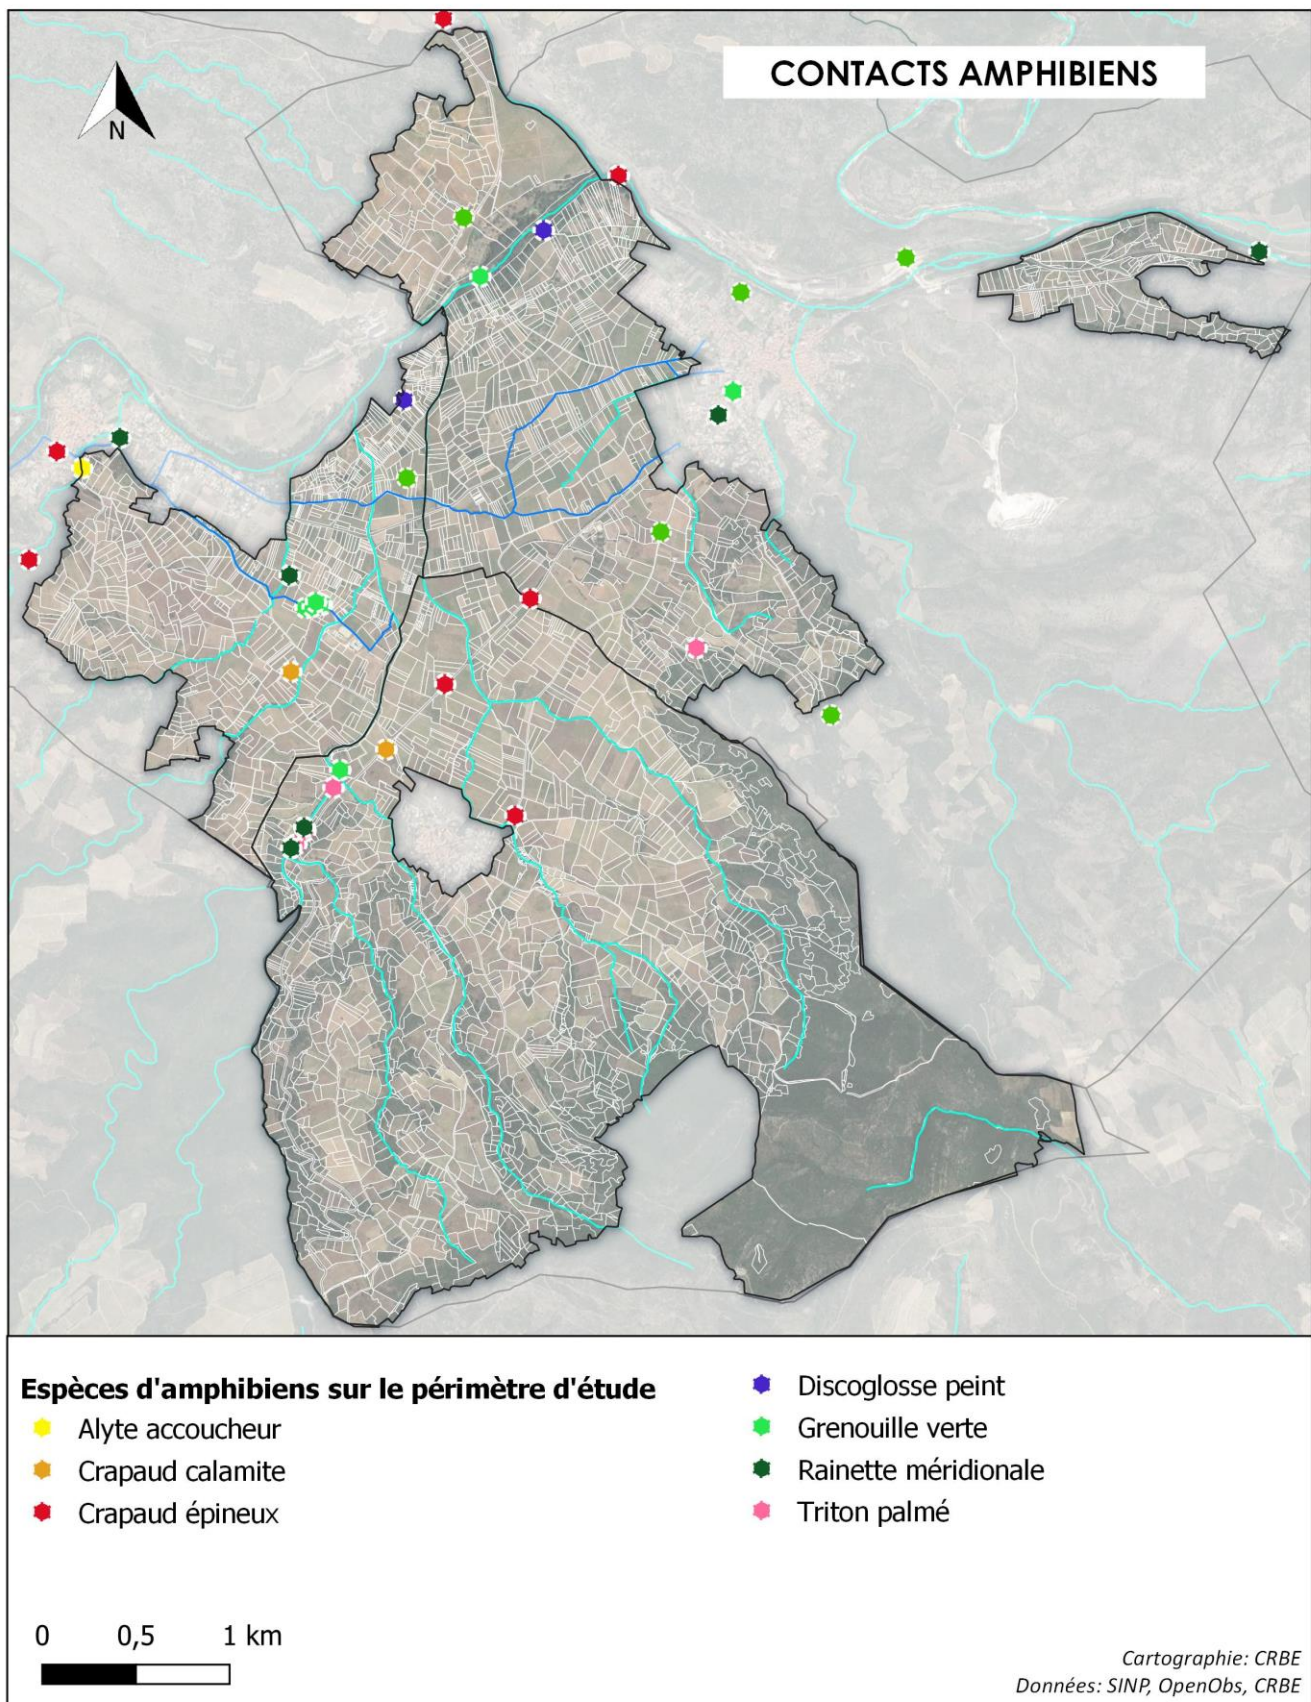 CONTACTS AMPHIBIENS
N
Espèces d'amphibiens sur le périmètre d'étude
Alyte accoucheur
Crapaud calamite
Crapaud épineux
Discoglosse peint
Grenouille verte
Rainette méridionale
Triton palmé
0 0,5 1 km
Cartographie: CRBE
Données: SINP, OpenObs, CRBE